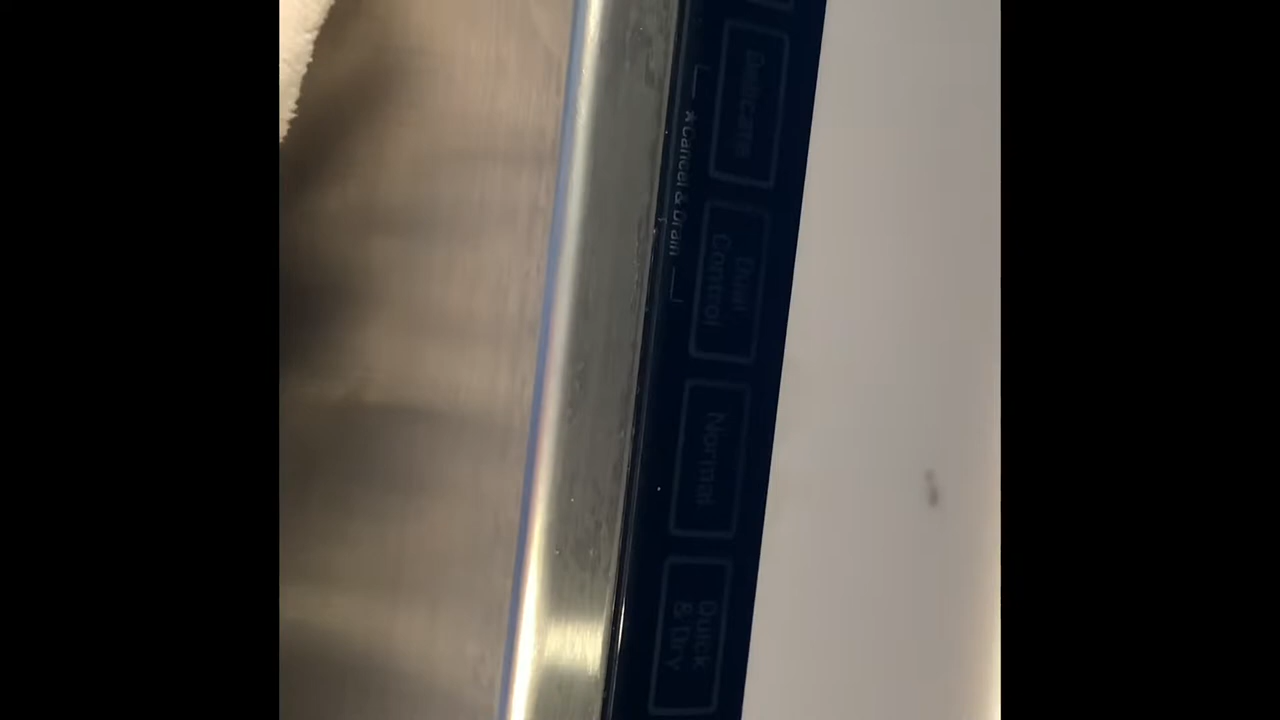 Delicate
*Cancel & Drain
Dual
Control
Normal
Quick
& Dry